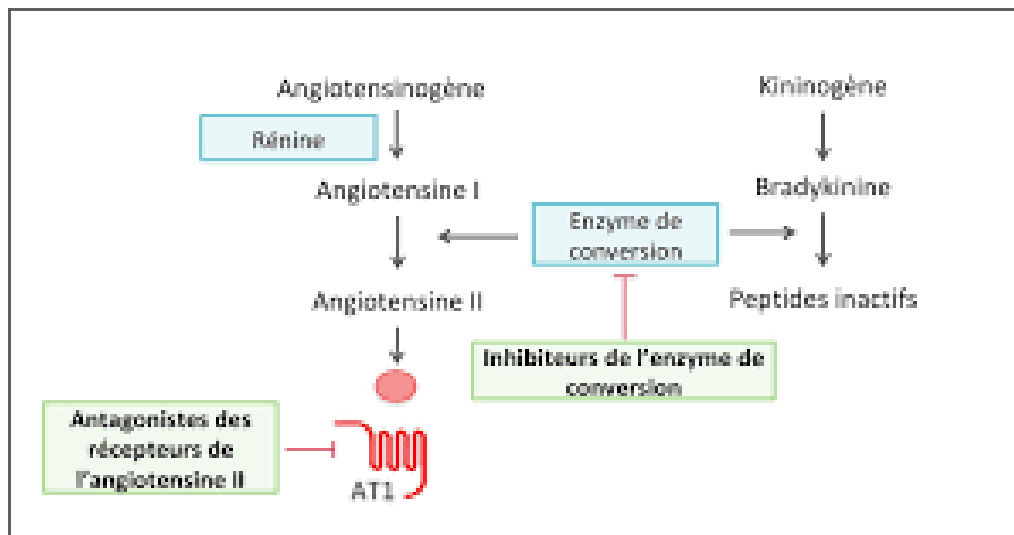 Angiotensinogène
Kininogène
Rénine
Angiotensine I
Bradykinine
Enzyme de
conversion
Angiotensine II
Peptides inactifs
Inhibiteurs de l'enzyme de
conversion
Antagonistes des
récepteurs de
l'angiotensine II
AT1